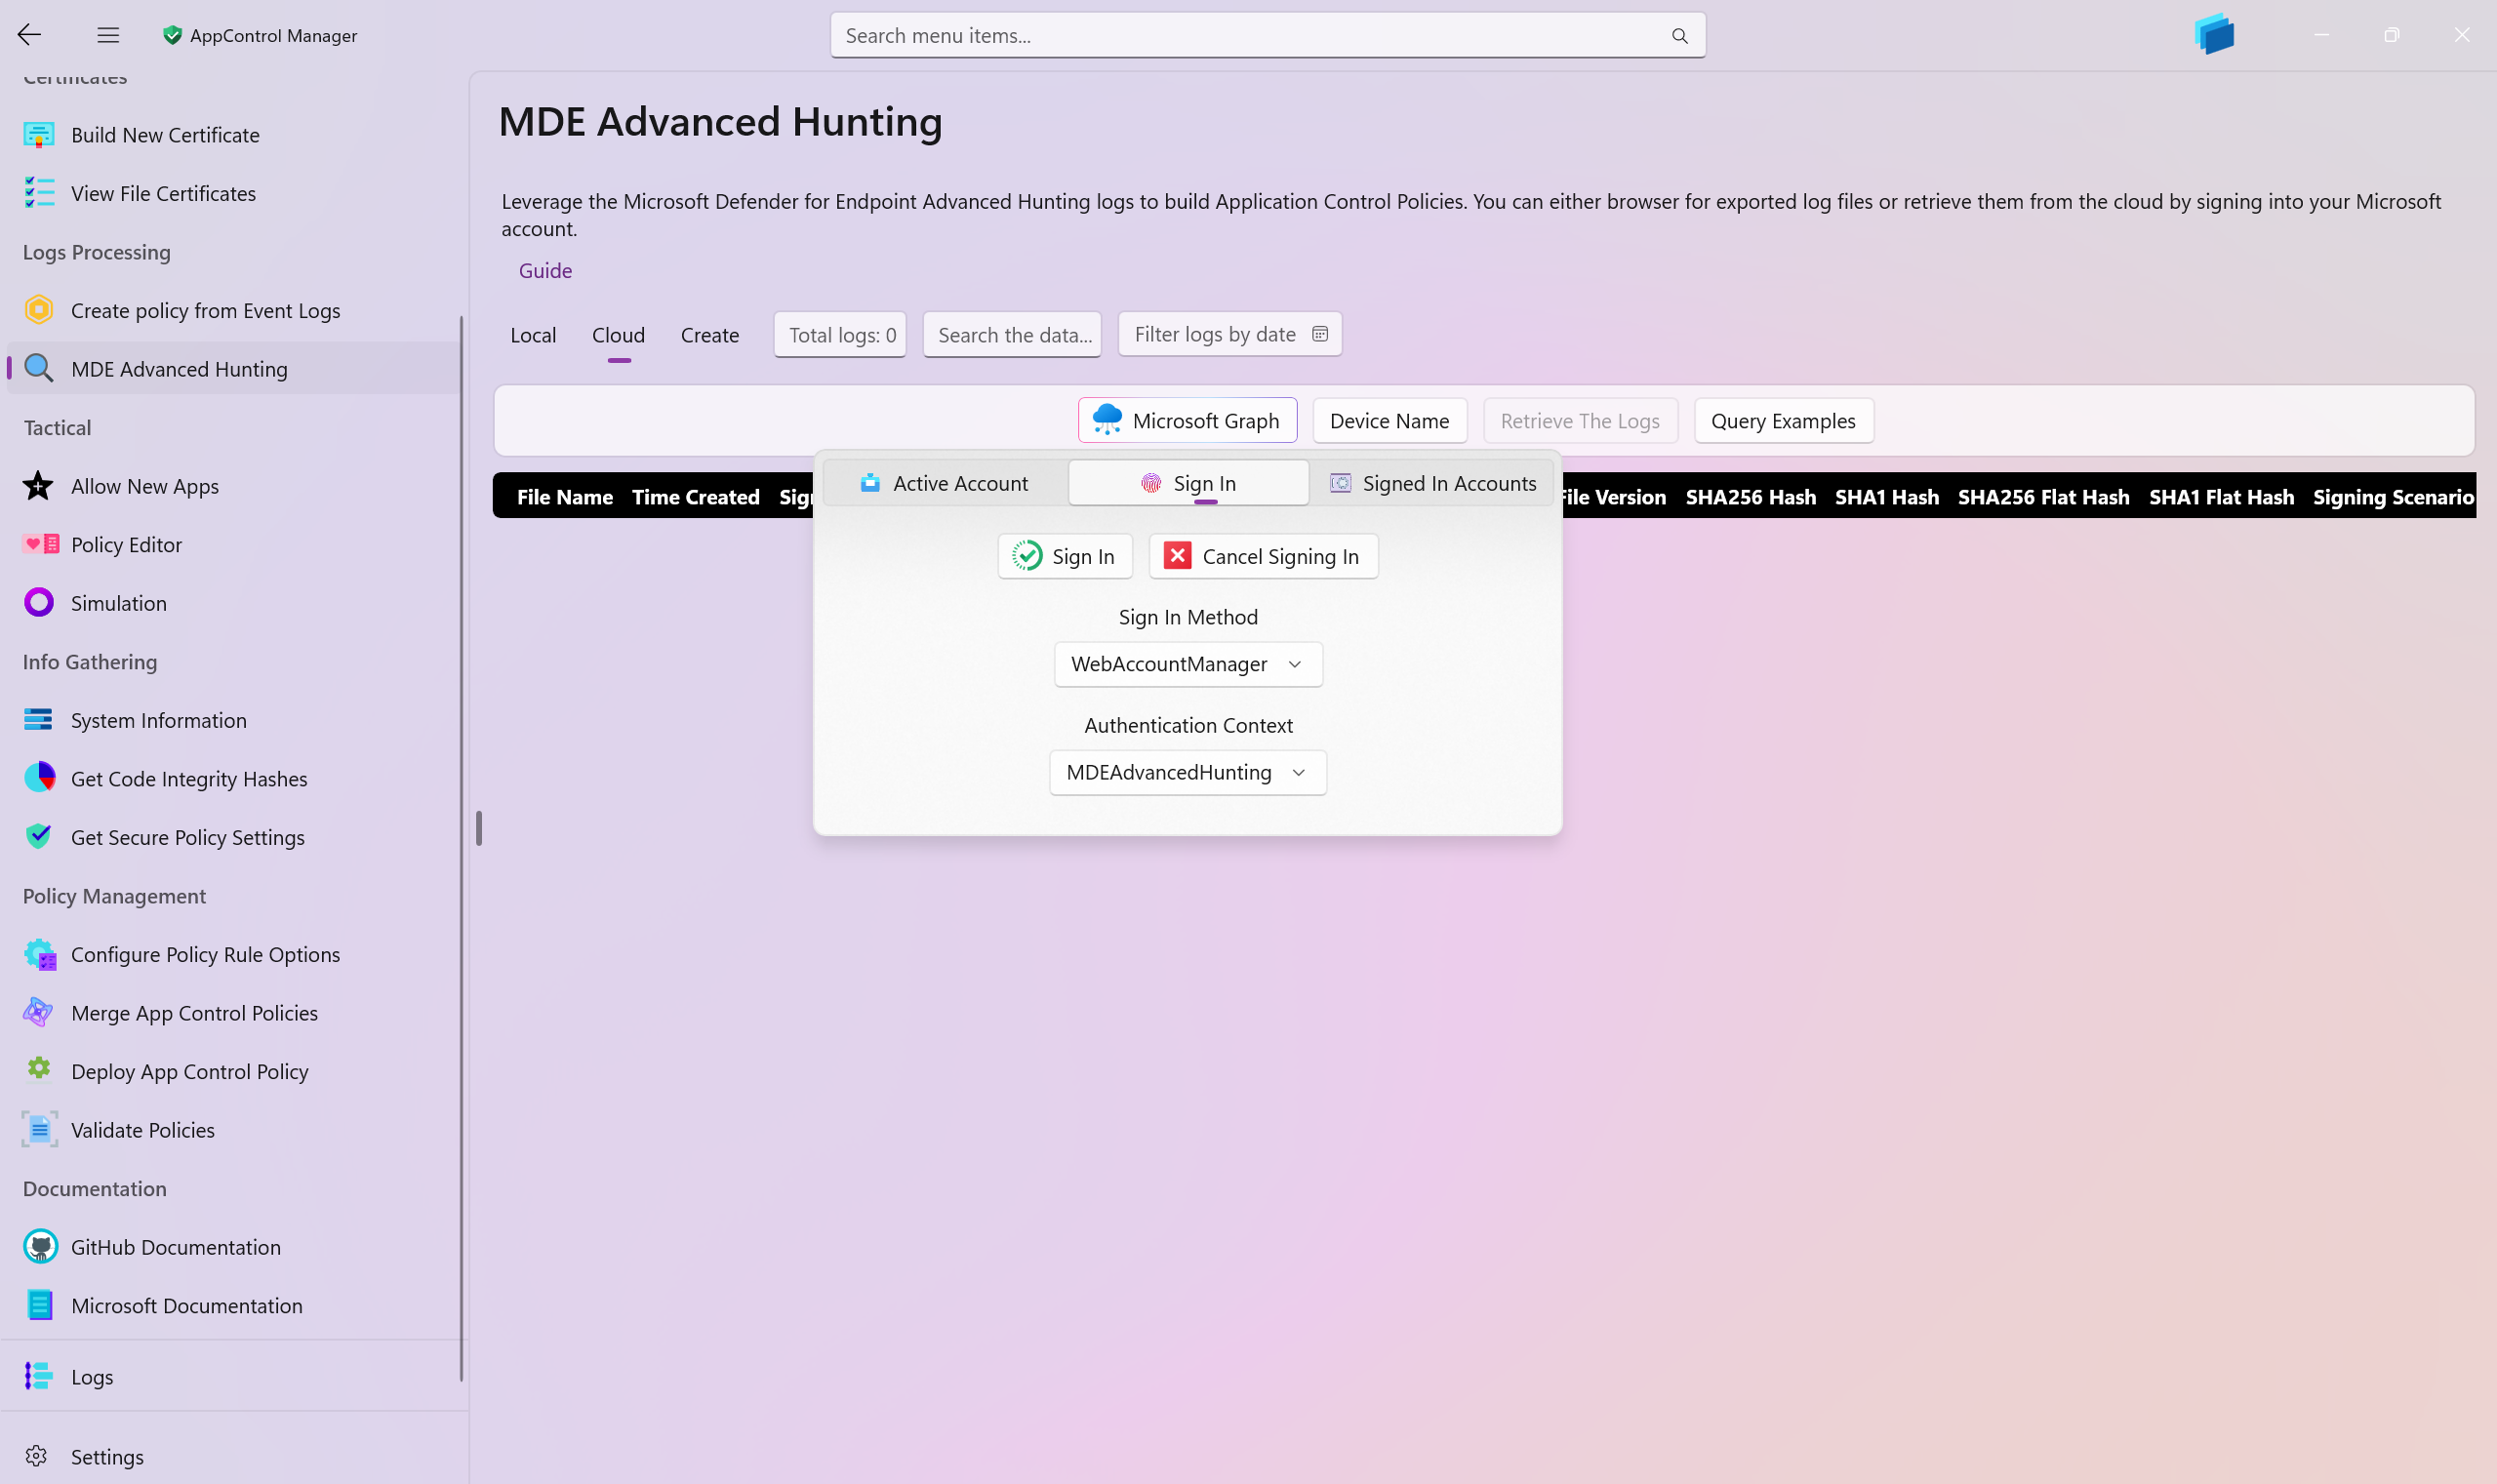 AppControl Manager
Search menu items...
Certificates
Build New Certificate
View File Certificates
Logs Processing
Create policy from Event Logs
MDE Advanced Hunting
Tactical
Allow New Apps
Policy Editor
Simulation
Info Gathering
System Information
Get Code Integrity Hashes
Get Secure Policy Settings
Policy Management
Configure Policy Rule Options
Merge App Control Policies
Deploy App Control Policy
Validate Policies
Documentation
GitHub Documentation
Microsoft Documentation
Logs
Settings
MDE Advanced Hunting
Leverage the Microsoft Defender for Endpoint Advanced Hunting logs to build Application Control Policies. You can either browser for exported log files or retrieve them from the cloud by signing into your Microsoft
account.
Guide
Local Cloud Create Total logs: 0 Search the data... Filter logs by date
Microsoft Graph Device Name Retrieve The Logs Query Examples
File Name Time Created File Version SHA256 Hash SHA1 Hash SHA256 Flat Hash SHA1 Flat Hash Signing Scenario
Active Account Sign In Signed In Accounts
Sign In Cancel Signing In
Sign In Method
WebAccountManager
Authentication Context
MDEAdvancedHunting